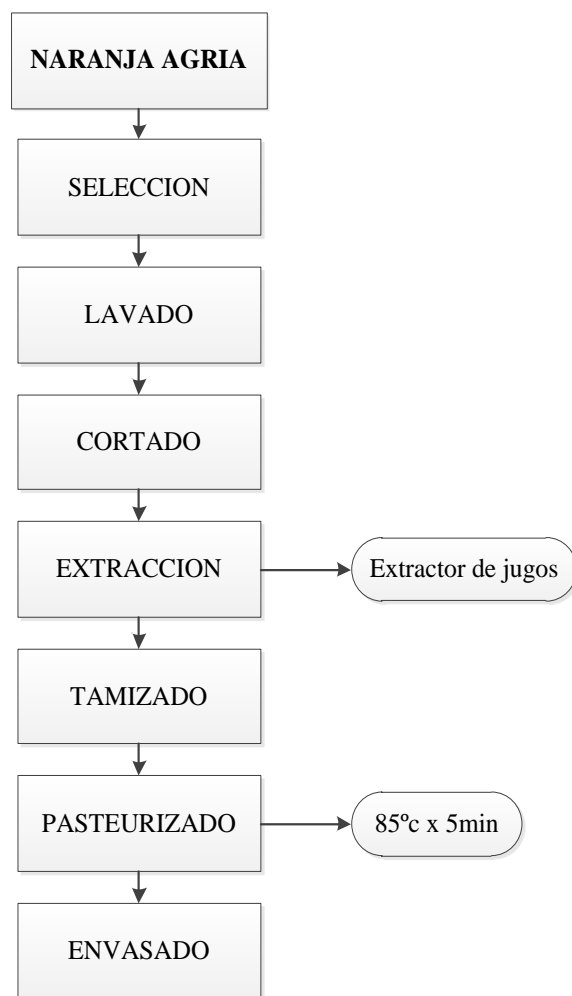 NARANJA AGRIA
SELECCION
LAVADO
CORTADO
EXTRACCION
Extractor de jugos
TAMIZADO
PASTEURIZADO
85ºc x 5min
ENVASADO